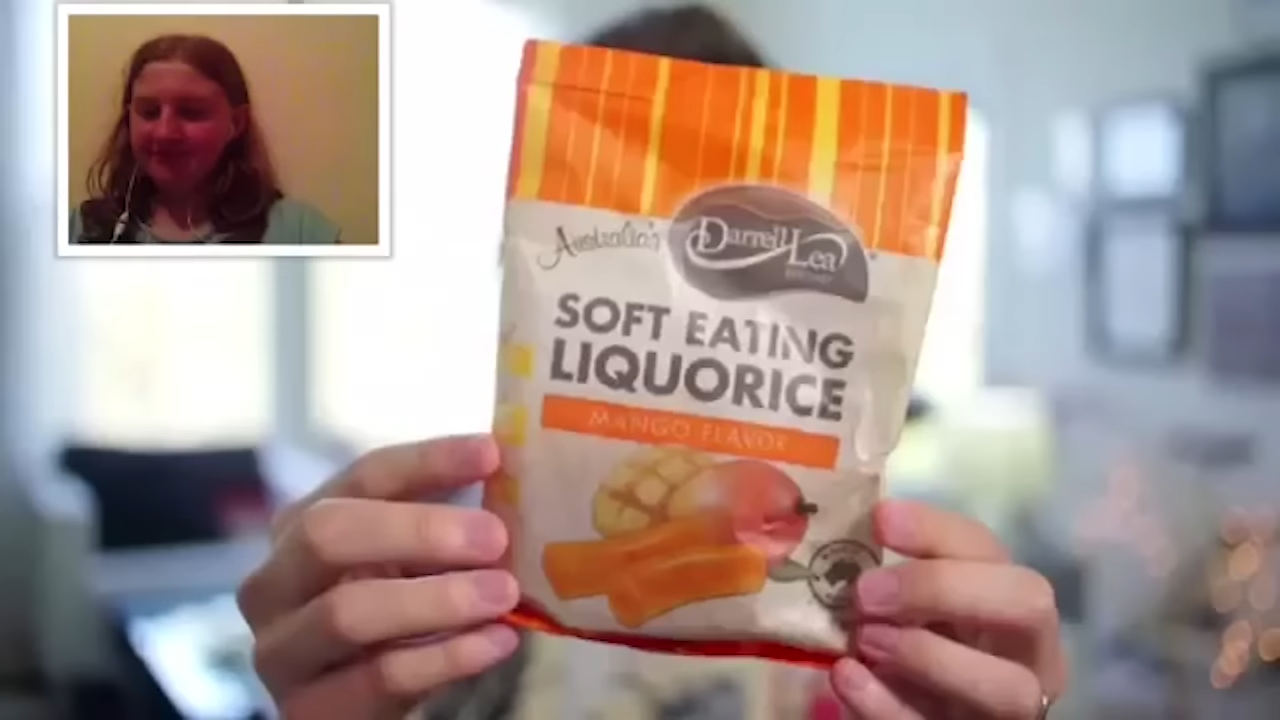 Australia's
Darrell Lea
SOFT EATING
LIQUORICE
MANGO FLAVOR